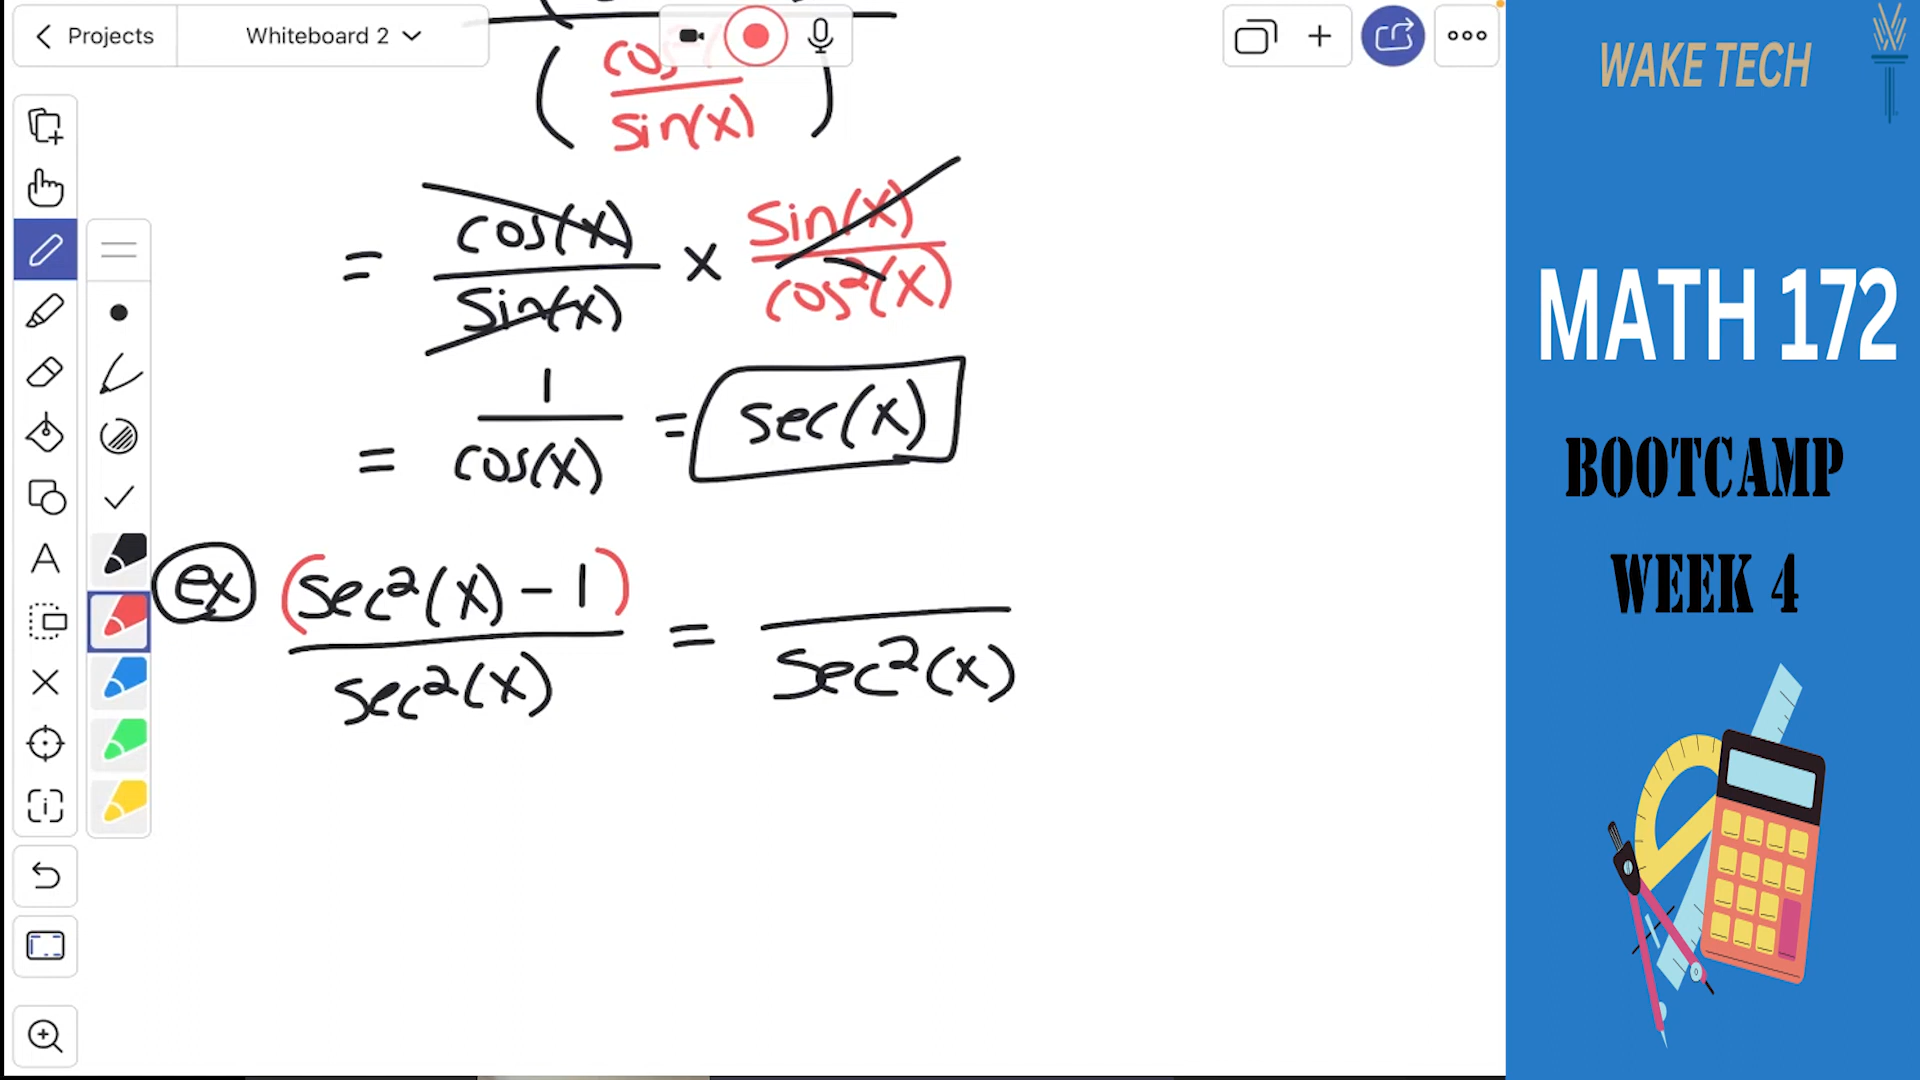 Projects
Whiteboard 2
WAKE TECH
sin(x)
= cos(x) / sin(x) × sin(x) / cos²(x)
= 1 / cos(x) = sec(x)
ex (sec²(x) - 1) / sec²(x) = / sec²(x)
A
MATH 172
BOOTCAMP
WEEK 4